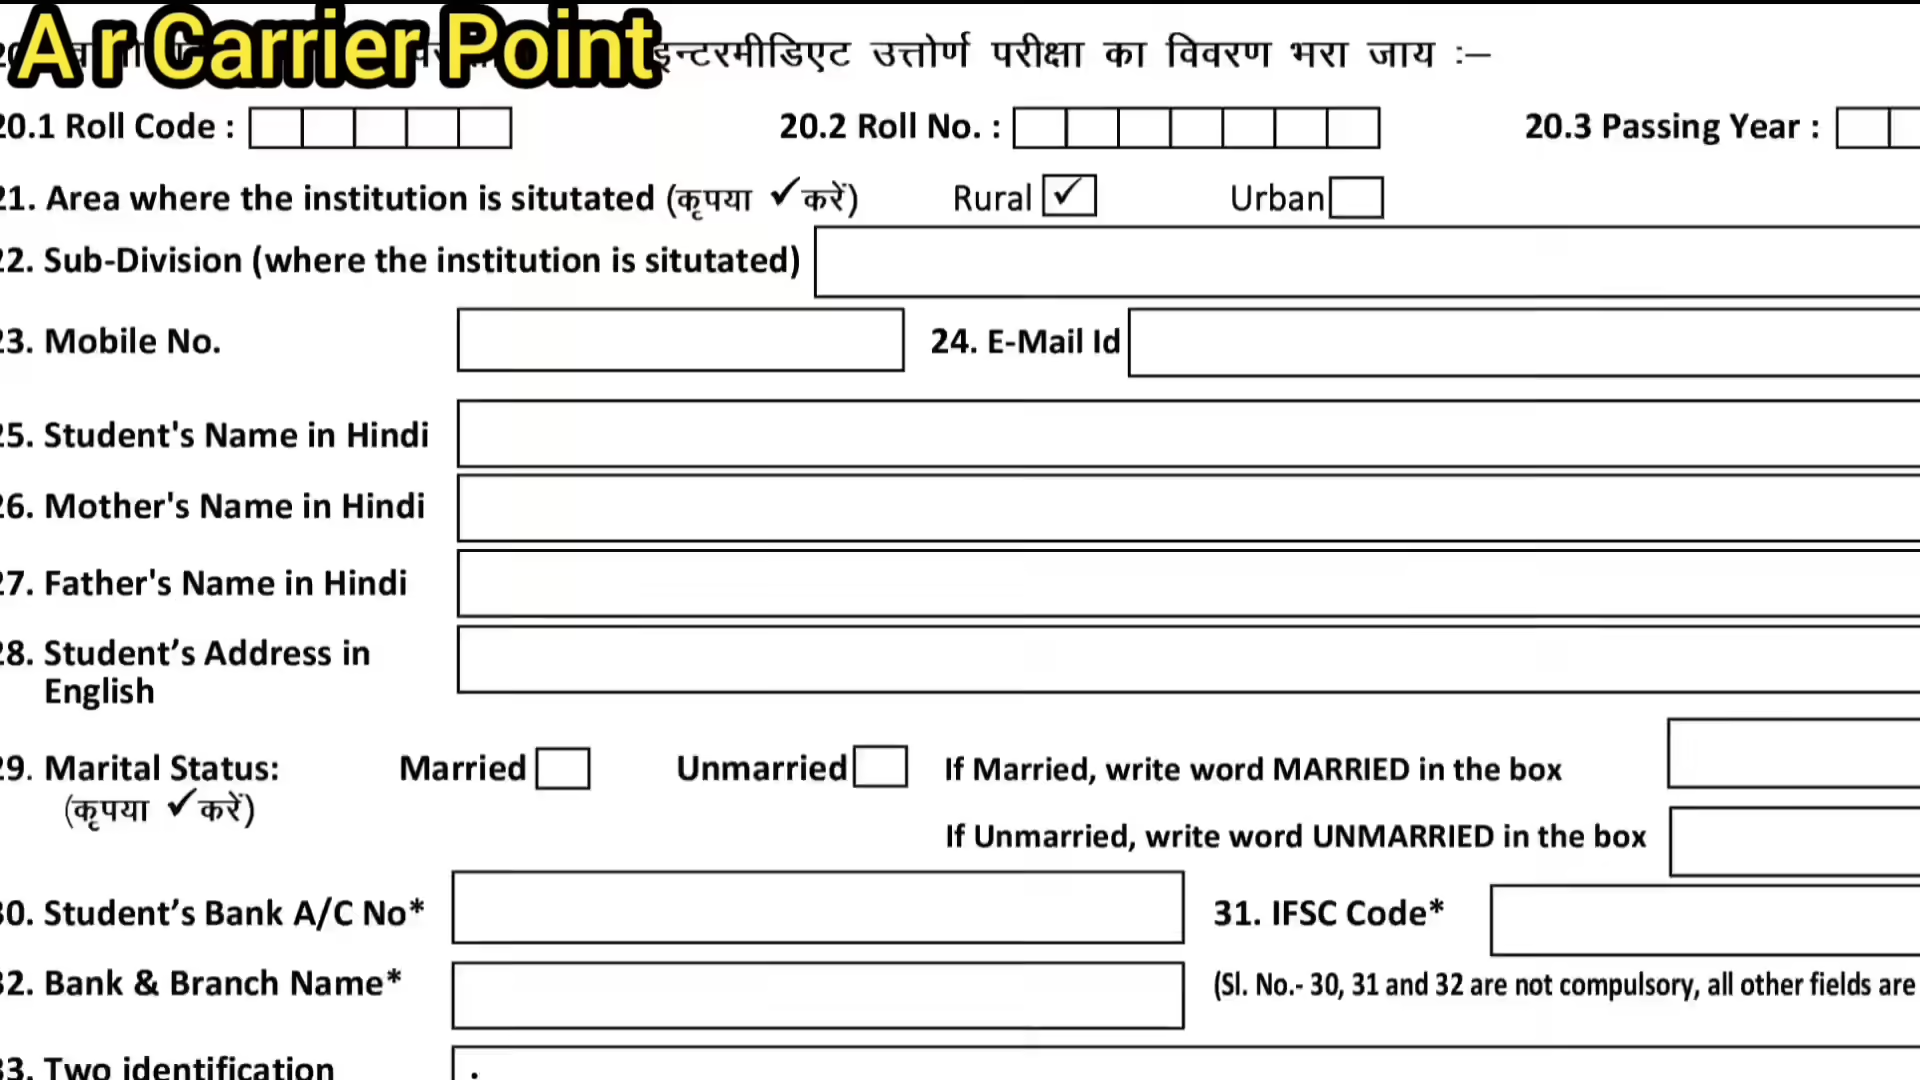 Ar Carrier Point
इन्टरमीडिएट उत्तोर्ण परीक्षा का विवरण भरा जाय :–
20.1 Roll Code : 20.2 Roll No. : 20.3 Passing Year :
21. Area where the institution is situtated (कृपया ✓ करें) Rural ✓ Urban
22. Sub-Division (where the institution is situtated)
23. Mobile No. 24. E-Mail Id
25. Student's Name in Hindi
26. Mother's Name in Hindi
27. Father's Name in Hindi
28. Student’s Address in
English
29. Marital Status: Married Unmarried If Married, write word MARRIED in the box
(कृपया ✓ करें)
If Unmarried, write word UNMARRIED in the box
30. Student’s Bank A/C No* 31. IFSC Code*
32. Bank & Branch Name* (Sl. No.- 30, 31 and 32 are not compulsory, all other fields are
33. Two identification